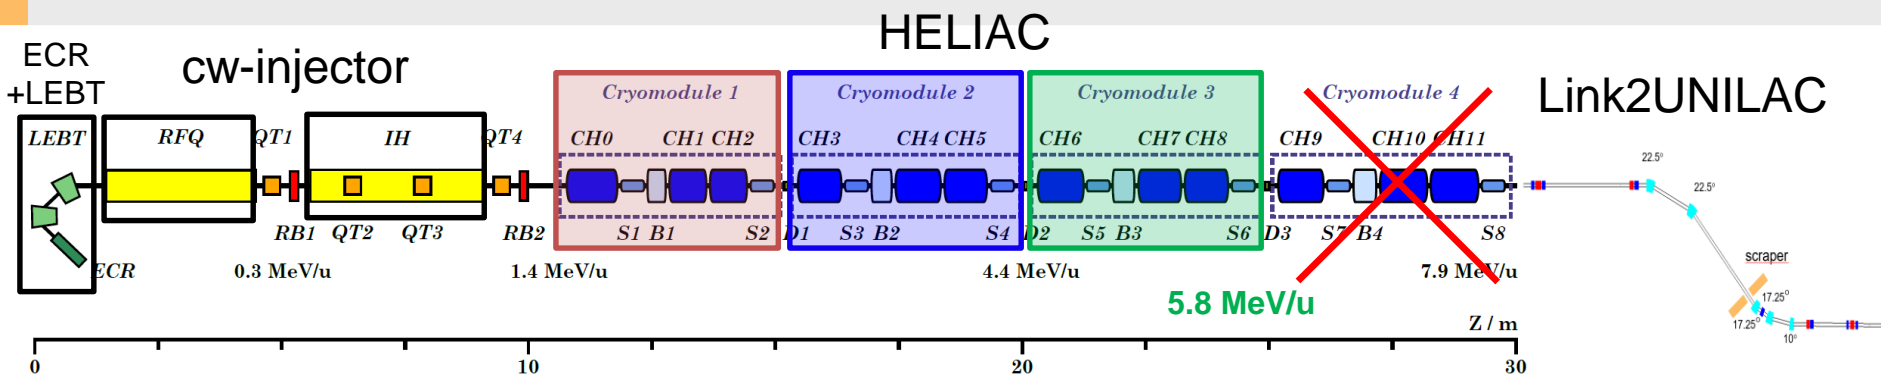 HELIAC
ECR
+LEBT
cw-injector
Link2UNILAC
Cryomodule 1
Cryomodule 2
Cryomodule 3
Cryomodule 4
LEBT
RFQ
QT1
IH
QT4
CH0
CH1
CH2
CH3
CH4
CH5
CH6
CH7
CH8
CH9
CH10
CH11
22.5°
22.5°
RB1
QT2
QT3
RB2
S1
B1
S2
D1
S3
B2
S4
D2
S5
B3
S6
D3
S7
B4
S8
ECR
0.3 MeV/u
1.4 MeV/u
4.4 MeV/u
7.9 MeV/u
scraper
5.8 MeV/u
17.25°
17.25°
10°
Z / m
0
10
20
30